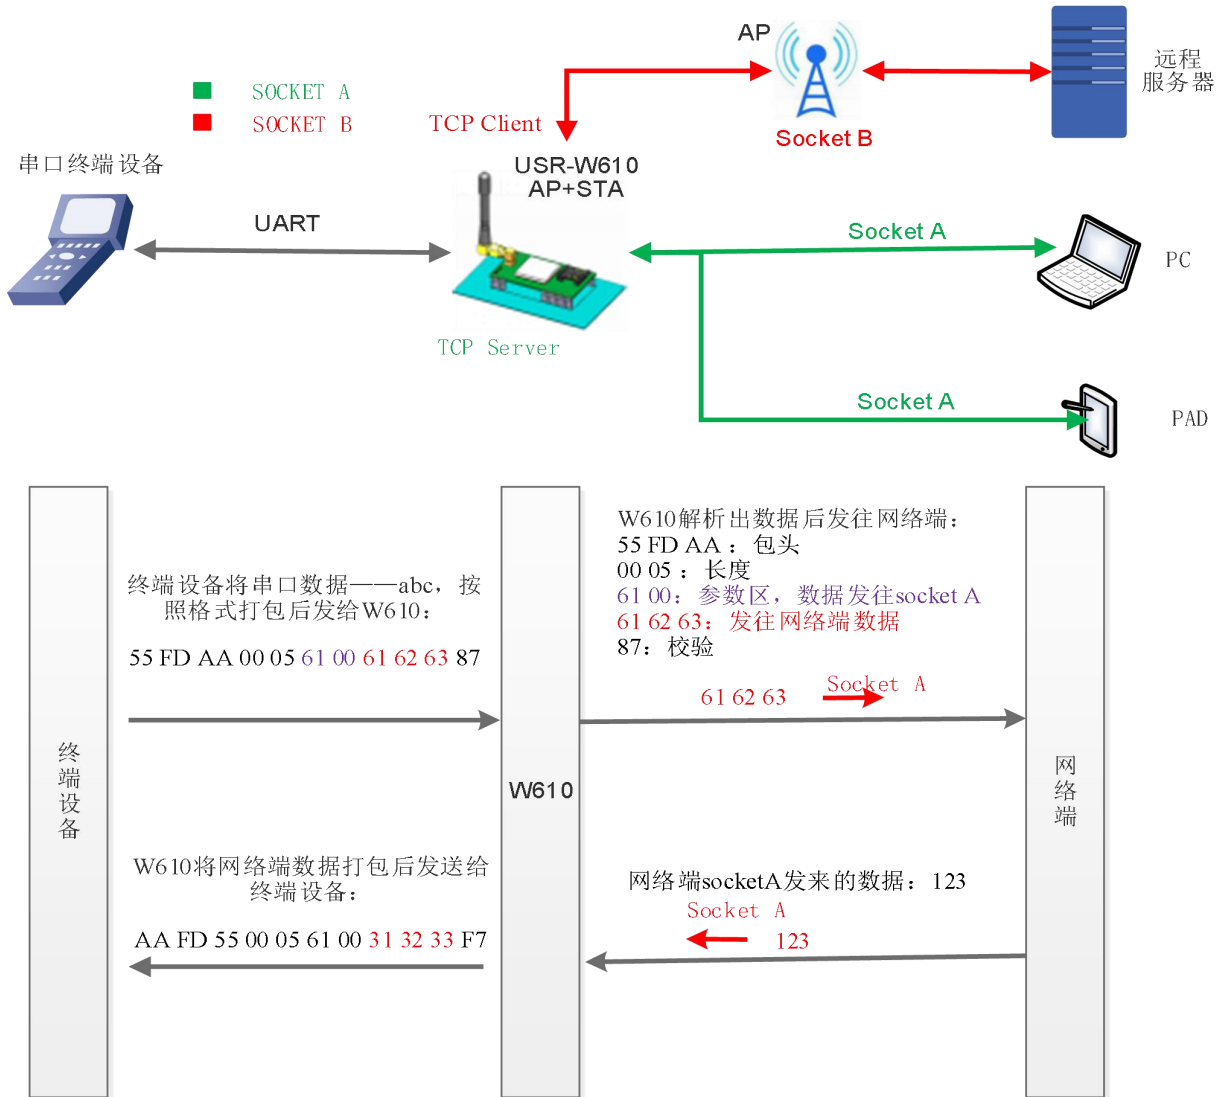 AP
远程
服务器
SOCKET A
SOCKET B
TCP Client
Socket B
串口终端设备
USR-W610
AP+STA
UART
Socket A
PC
TCP Server
Socket A
PAD
W610解析出数据后发往网络端：
55 FD AA ：包头
00 05 ：长度
61 00：参数区，数据发往socket A
61 62 63：发往网络端数据
87：校验
终端设备将串口数据——abc，按
照格式打包后发给W610：
55 FD AA 00 05 61 00 61 62 63 87
61 62 63
Socket A
终端设备
W610
网络端
W610将网络端数据打包后发送给
终端设备：
AA FD 55 00 05 61 00 31 32 33 F7
网络端socketA发来的数据：123
Socket A
123